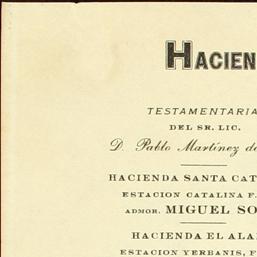 HACIEN
TESTAMENTARIA
DEL SR. LIC.
D. Pablo Martínez d
HACIENDA SANTA CAT
ESTACION CATALINA F.
ADMOR. MIGUEL SO
HACIENDA EL ALA
ESTACION YERBANIS, F